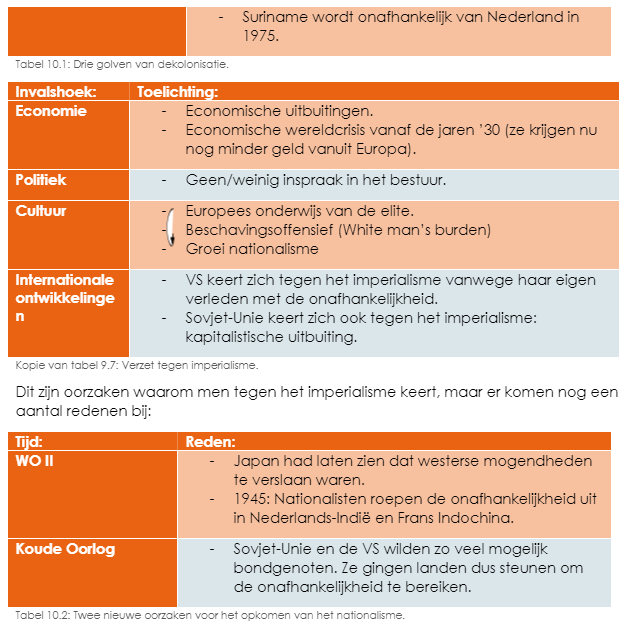 - Suriname wordt onafhankelijk van Nederland in
1975.
Tabel 10.1: Drie golven van dekolonisatie.
Invalshoek: Toelichting:
Economie - Economische uitbuitingen.
- Economische wereldcrisis vanaf de jaren '30 (ze krijgen nu
nog minder geld vanuit Europa).
Politiek - Geen/weinig inspraak in het bestuur.
Cultuur - Europees onderwijs van de elite.
- Beschavingsoffensief (White man's burden)
- Groei nationalisme
Internationale - VS keert zich tegen het imperialisme vanwege haar eigen
ontwikkelinge verleden met de onafhankelijkheid.
n - Sovjet-Unie keert zich ook tegen het imperialisme:
kapitalistische uitbuiting.
Kopie van tabel 9.7: Verzet tegen imperialisme.
Dit zijn oorzaken waarom men tegen het imperialisme keert, maar er komen nog een
aantal redenen bij:
Tijd: Reden:
WO II - Japan had laten zien dat westerse mogendheden
te verslaan waren.
- 1945: Nationalisten roepen de onafhankelijkheid uit
in Nederlands-Indië en Frans Indochina.
Koude Oorlog - Sovjet-Unie en de VS wilden zo veel mogelijk
bondgenoten. Ze gingen landen dus steunen om
de onafhankelijkheid te bereiken.
Tabel 10.2: Twee nieuwe oorzaken voor het opkomen van het nationalisme.